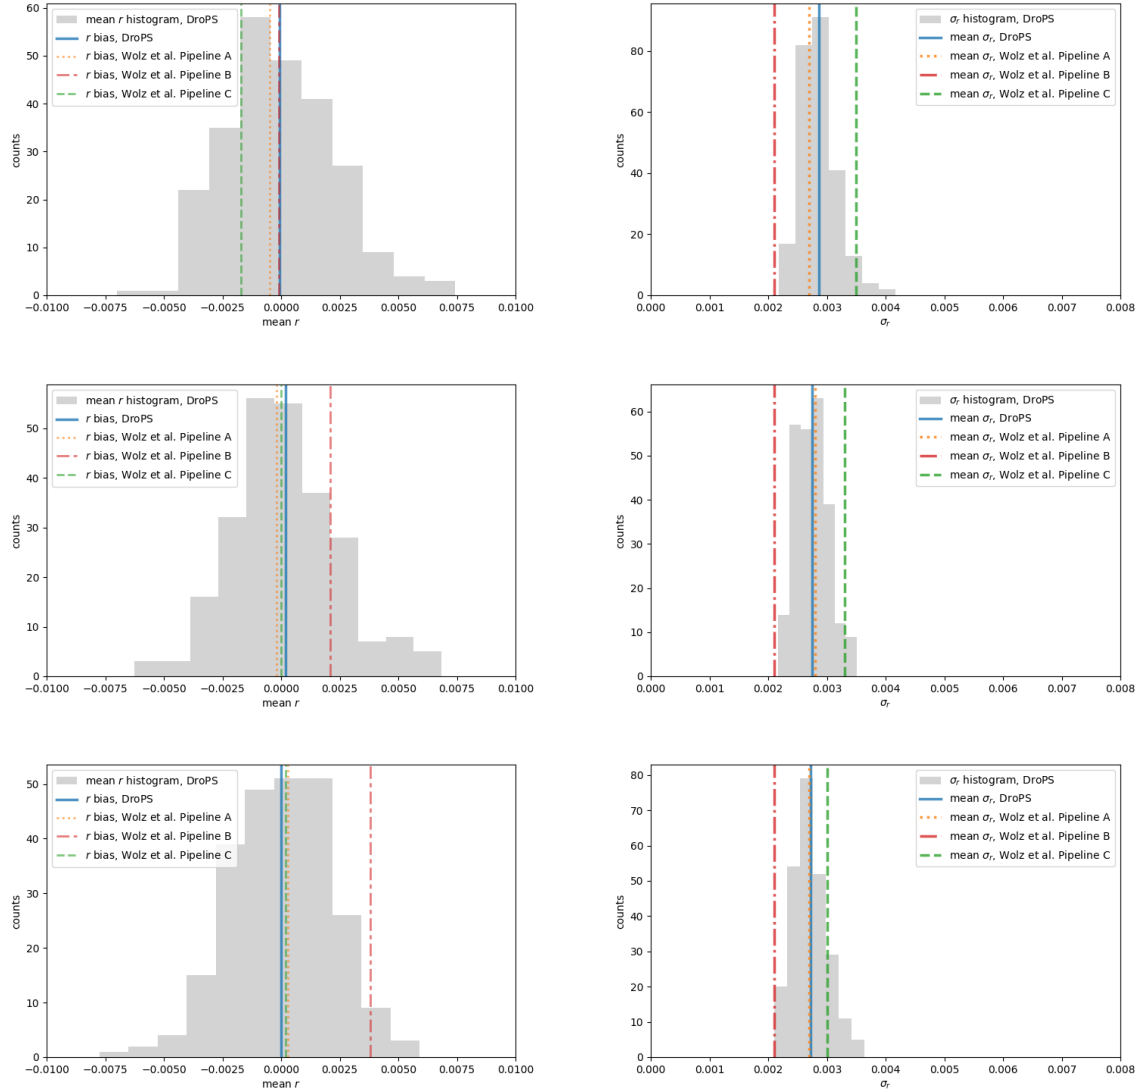 60
50
40
30
20
10
0
counts
−0.0100 −0.0075 −0.0050 −0.0025 0.0000 0.0025 0.0050 0.0075 0.0100
mean r
mean r histogram, DroPS
r bias, DroPS
r bias, Wolz et al. Pipeline A
r bias, Wolz et al. Pipeline B
r bias, Wolz et al. Pipeline C
80
60
40
20
0
counts
0.000 0.001 0.002 0.003 0.004 0.005 0.006 0.007 0.008
σr
σr histogram, DroPS
mean σr, DroPS
mean σr, Wolz et al. Pipeline A
mean σr, Wolz et al. Pipeline B
mean σr, Wolz et al. Pipeline C
50
40
30
20
10
0
counts
−0.0100 −0.0075 −0.0050 −0.0025 0.0000 0.0025 0.0050 0.0075 0.0100
mean r
mean r histogram, DroPS
r bias, DroPS
r bias, Wolz et al. Pipeline A
r bias, Wolz et al. Pipeline B
r bias, Wolz et al. Pipeline C
60
50
40
30
20
10
0
counts
0.000 0.001 0.002 0.003 0.004 0.005 0.006 0.007 0.008
σr
σr histogram, DroPS
mean σr, DroPS
mean σr, Wolz et al. Pipeline A
mean σr, Wolz et al. Pipeline B
mean σr, Wolz et al. Pipeline C
50
40
30
20
10
0
counts
−0.0100 −0.0075 −0.0050 −0.0025 0.0000 0.0025 0.0050 0.0075 0.0100
mean r
mean r histogram, DroPS
r bias, DroPS
r bias, Wolz et al. Pipeline A
r bias, Wolz et al. Pipeline B
r bias, Wolz et al. Pipeline C
80
70
60
50
40
30
20
10
0
counts
0.000 0.001 0.002 0.003 0.004 0.005 0.006 0.007 0.008
σr
σr histogram, DroPS
mean σr, DroPS
mean σr, Wolz et al. Pipeline A
mean σr, Wolz et al. Pipeline B
mean σr, Wolz et al. Pipeline C